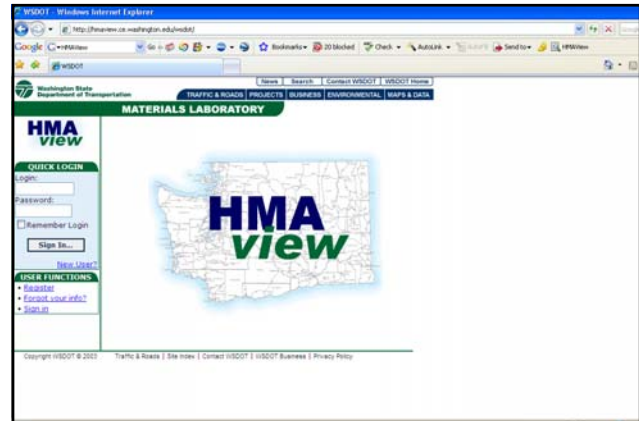 WSDOT - Windows Internet Explorer
http://hmaview.ce.washington.edu/wsdot/
Google G HMAView Go Bookmarks 20 blocked Check AutoLink Send to HMAView
WSDOT
News Search Contact WSDOT WSDOT Home
Washington State
Department of Transportation
TRAFFIC & ROADS PROJECTS BUSINESS ENVIRONMENTAL MAPS & DATA
MATERIALS LABORATORY
HMA
view
QUICK LOGIN
Login:
Password:
Remember Login
Sign In...
New User?
USER FUNCTIONS
• Register
• Forgot your info?
• Sign in
HMA
view
Copyright WSDOT © 2003 Traffic & Roads | Site Index | Contact WSDOT | WSDOT Business | Privacy Policy